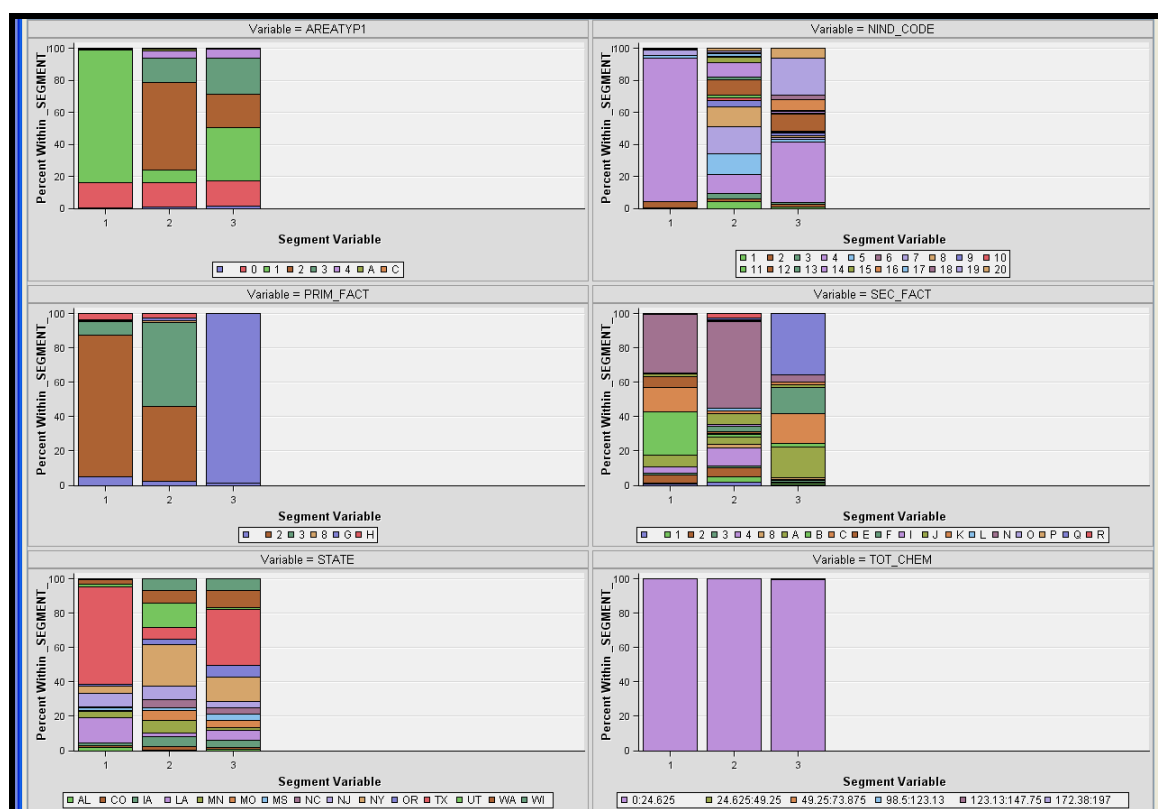 Variable = AREATYP1
Percent Within _SEGMENT_
100
80
60
40
20
0
1 2 3
Segment Variable
0 1 2 3 4 A C
Variable = NIND_CODE
Percent Within _SEGMENT_
100
80
60
40
20
0
1 2 3
Segment Variable
1 2 3 4 5 6 7 8 9 10
11 12 13 14 15 16 17 18 19 20
Variable = PRIM_FACT
Percent Within _SEGMENT_
100
80
60
40
20
0
1 2 3
Segment Variable
2 3 8 G H
Variable = SEC_FACT
Percent Within _SEGMENT_
100
80
60
40
20
0
1 2 3
Segment Variable
1 2 3 4 8 A B C E F I J K L N O P Q R
Variable = STATE
Percent Within _SEGMENT_
100
80
60
40
20
0
1 2 3
Segment Variable
AL CO IA LA MN MO MS NC NJ NY OR TX UT WA WI
Variable = TOT_CHEM
Percent Within _SEGMENT_
100
80
60
40
20
0
1 2 3
Segment Variable
0:24.625 24.625:49.25 49.25:73.875 98.5:123.13 123.13:147.75 172.38:197